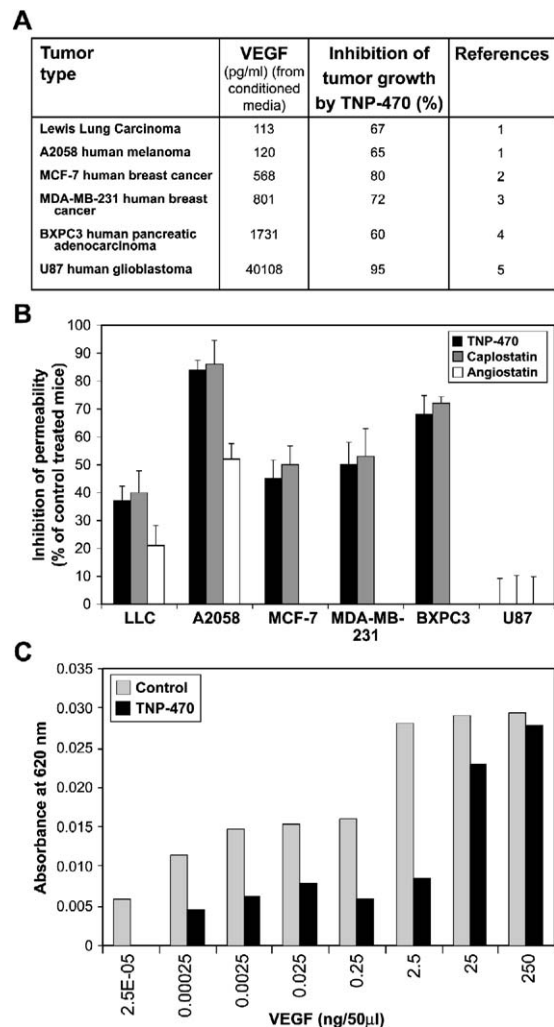 A
Tumor type
VEGF (pg/ml) (from conditioned media)
Inhibition of tumor growth by TNP-470 (%)
References
Lewis Lung Carcinoma 113 67 1
A2058 human melanoma 120 65 1
MCF-7 human breast cancer 568 80 2
MDA-MB-231 human breast cancer 801 72 3
BXPC3 human pancreatic adenocarcinoma 1731 60 4
U87 human glioblastoma 40108 95 5
B
Inhibition of permeability
(% of control treated mice)
100
90
80
70
60
50
40
30
20
10
0
TNP-470
Caplostatin
Angiostatin
LLC A2058 MCF-7 MDA-MB-231 BXPC3 U87
C
Absorbance at 620 nm
0.035
0.030
0.025
0.020
0.015
0.010
0.005
0
Control
TNP-470
2.5E-05 0.00025 0.0025 0.025 0.25 2.5 25 250
VEGF (ng/50µl)